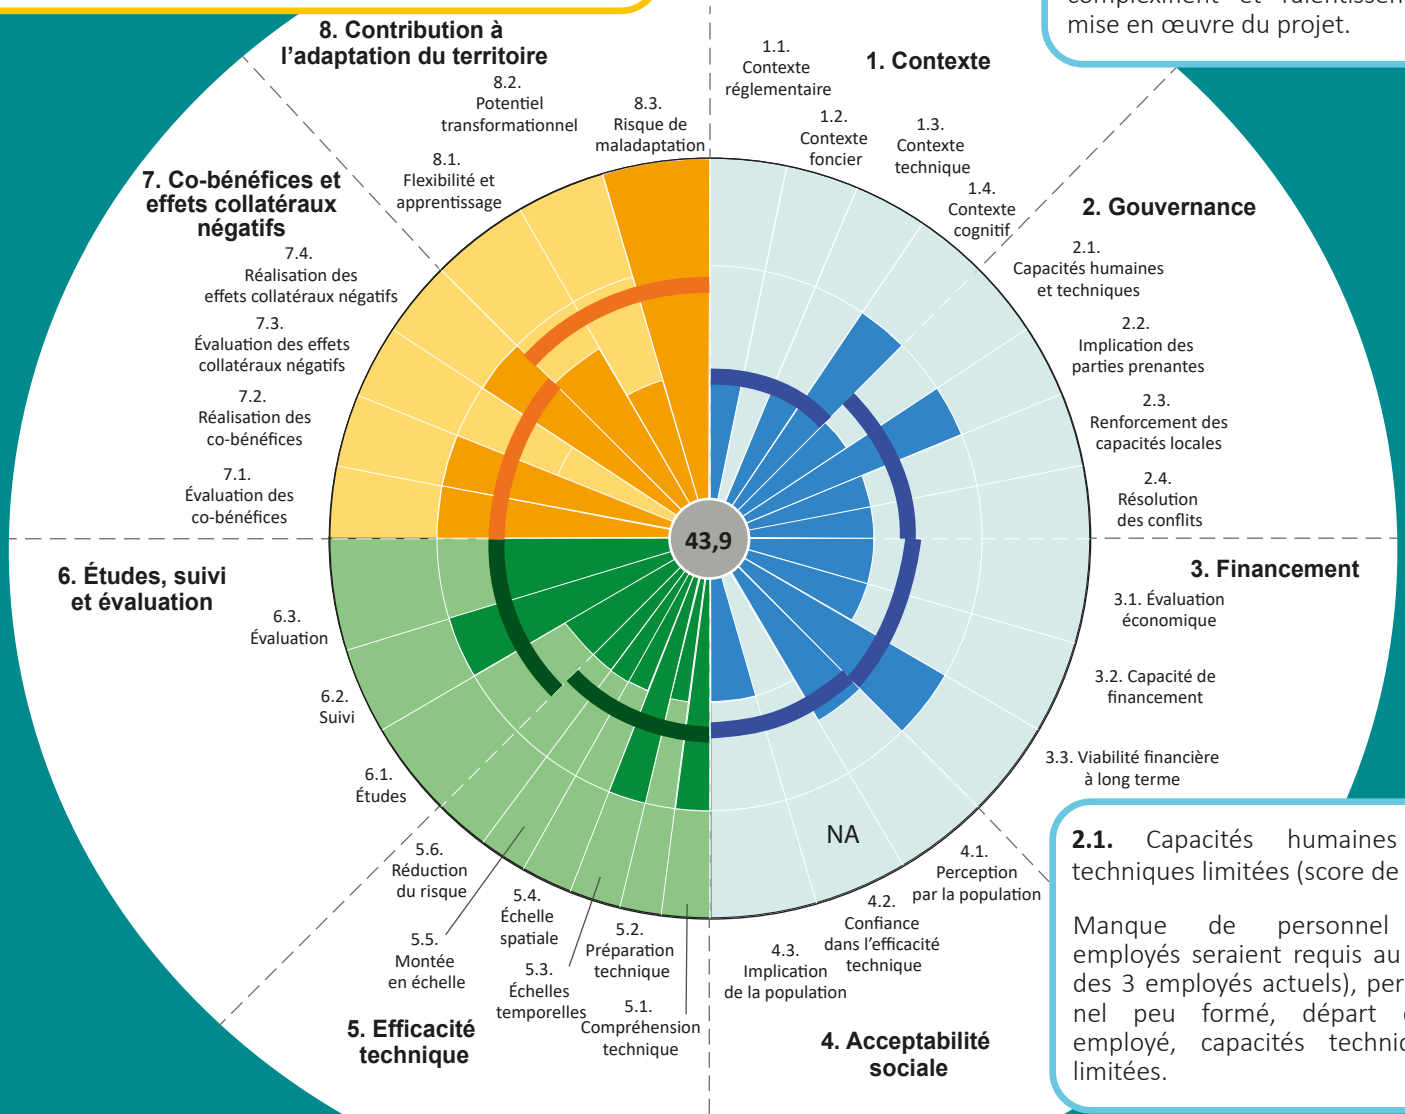 mise en œuvre du projet.
8. Contribution à
l’adaptation du territoire
8.1.
Flexibilité et
apprentissage
8.2.
Potentiel
transformationnel
8.3.
Risque de
maladaptation
1. Contexte
1.1.
Contexte
réglementaire
1.2.
Contexte
foncier
1.3.
Contexte
technique
1.4.
Contexte
cognitif
2. Gouvernance
2.1.
Capacités humaines
et techniques
2.2.
Implication des
parties prenantes
2.3.
Renforcement des
capacités locales
2.4.
Résolution
des conflits
3. Financement
3.1. Évaluation
économique
3.2. Capacité de
financement
3.3. Viabilité financière
à long terme
4.1.
Perception
par la population
4.2.
Confiance
dans l’efficacité
technique
4.3.
Implication
de la population
4. Acceptabilité
sociale
NA
43,9
5.1.
Compréhension
technique
5.2.
Préparation
technique
5.3.
Échelles
temporelles
5.4.
Échelle
spatiale
5.5.
Montée
en échelle
5.6.
Réduction
du risque
5. Efficacité
technique
6.1.
Études
6.2.
Suivi
6.3.
Évaluation
6. Études, suivi
et évaluation
7.1.
Évaluation des
co-bénéfices
7.2.
Réalisation des
co-bénéfices
7.3.
Évaluation des effets
collatéraux négatifs
7.4.
Réalisation des
effets collatéraux négatifs
7. Co-bénéfices et
effets collatéraux
négatifs
2.1. Capacités humaines
techniques limitées (score de
Manque de personnel
employés seraient requis au
des 3 employés actuels), per
nel peu formé, départ
employé, capacités techni
limitées.